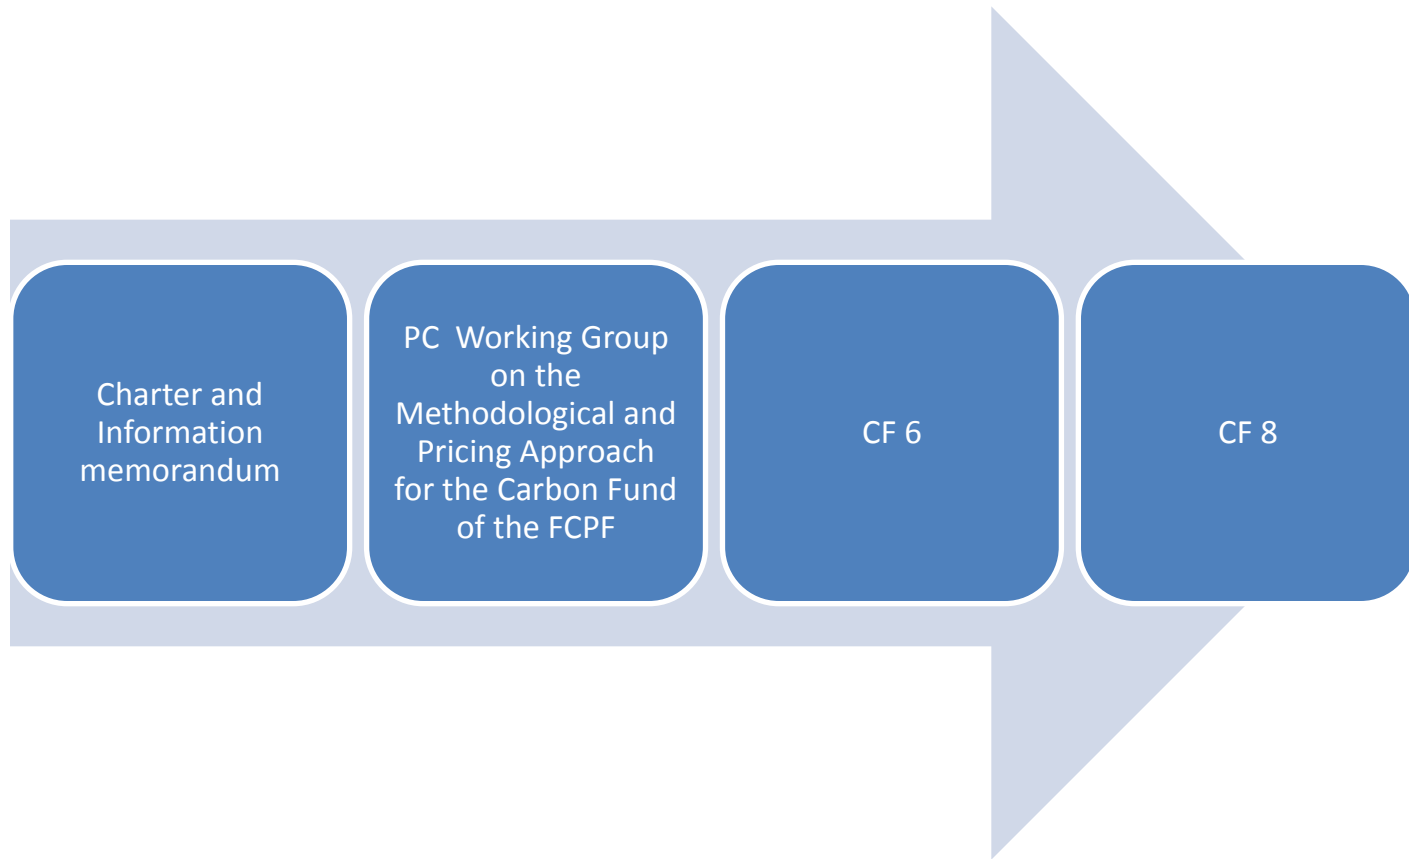 Charter and
Information
memorandum
PC  Working Group
on the
Methodological and
Pricing Approach
for the Carbon Fund
of the FCPF
CF 6
CF 8